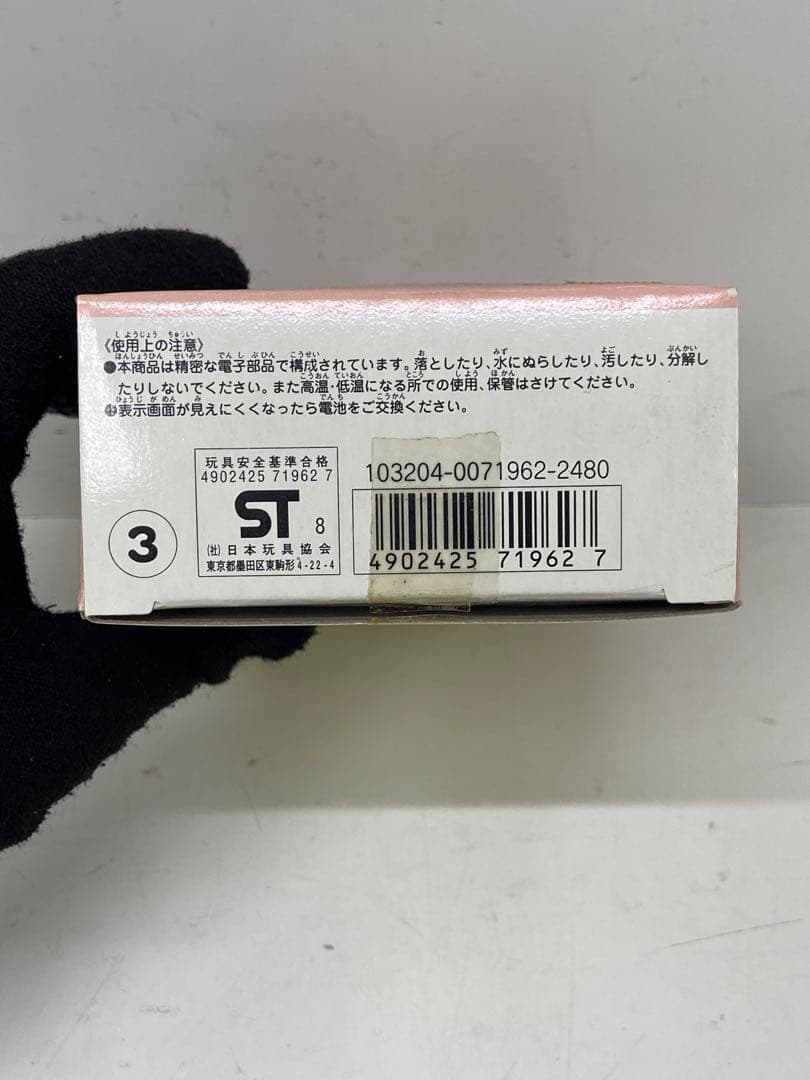 《使用上の注意》
●本商品は精密な電子部品で構成されています。落としたり、水にぬらしたり、汚したり、分解し
たりしないでください。また高温・低温になる所での使用、保管はさけてください。
●表示画面が見えにくくなったら電池をご交換ください。
玩具安全基準合格
4902425 71962 7
ST 8
(社)日本玩具協会
東京都墨田区東駒形4-22-4
③
103204-0071962-2480
4902425 71962 7